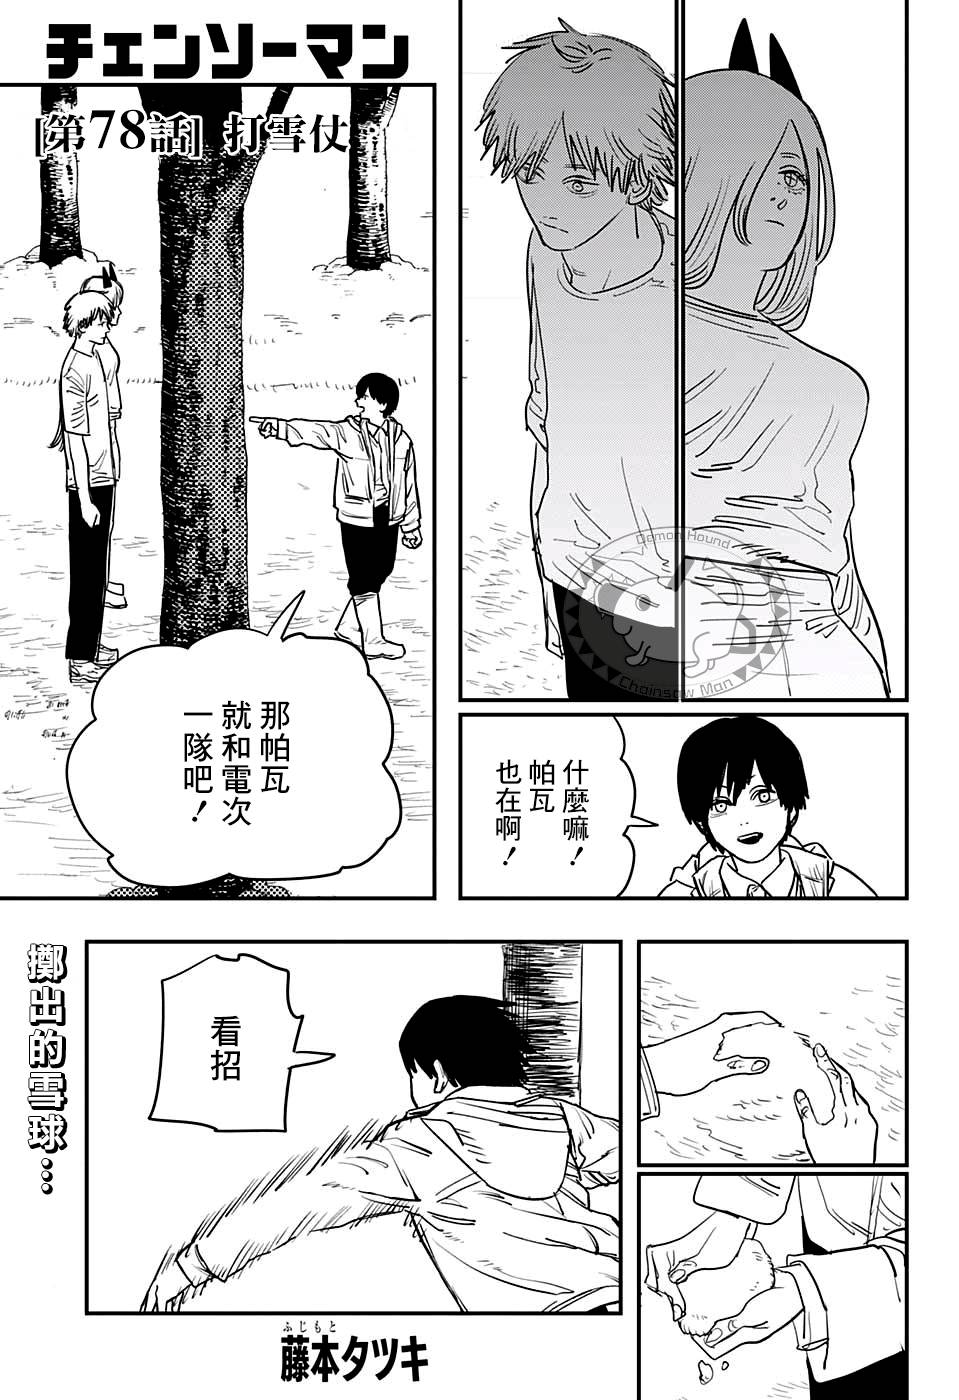 チェンソーマン
[第78話] 打雪仗
什麼嘛！
帕瓦
也在啊！
那帕瓦
就和電次
一隊吧！
看招
擲出的雪球…
ふじもと
藤本タツキ
Demon Hound
Chainsaw Man